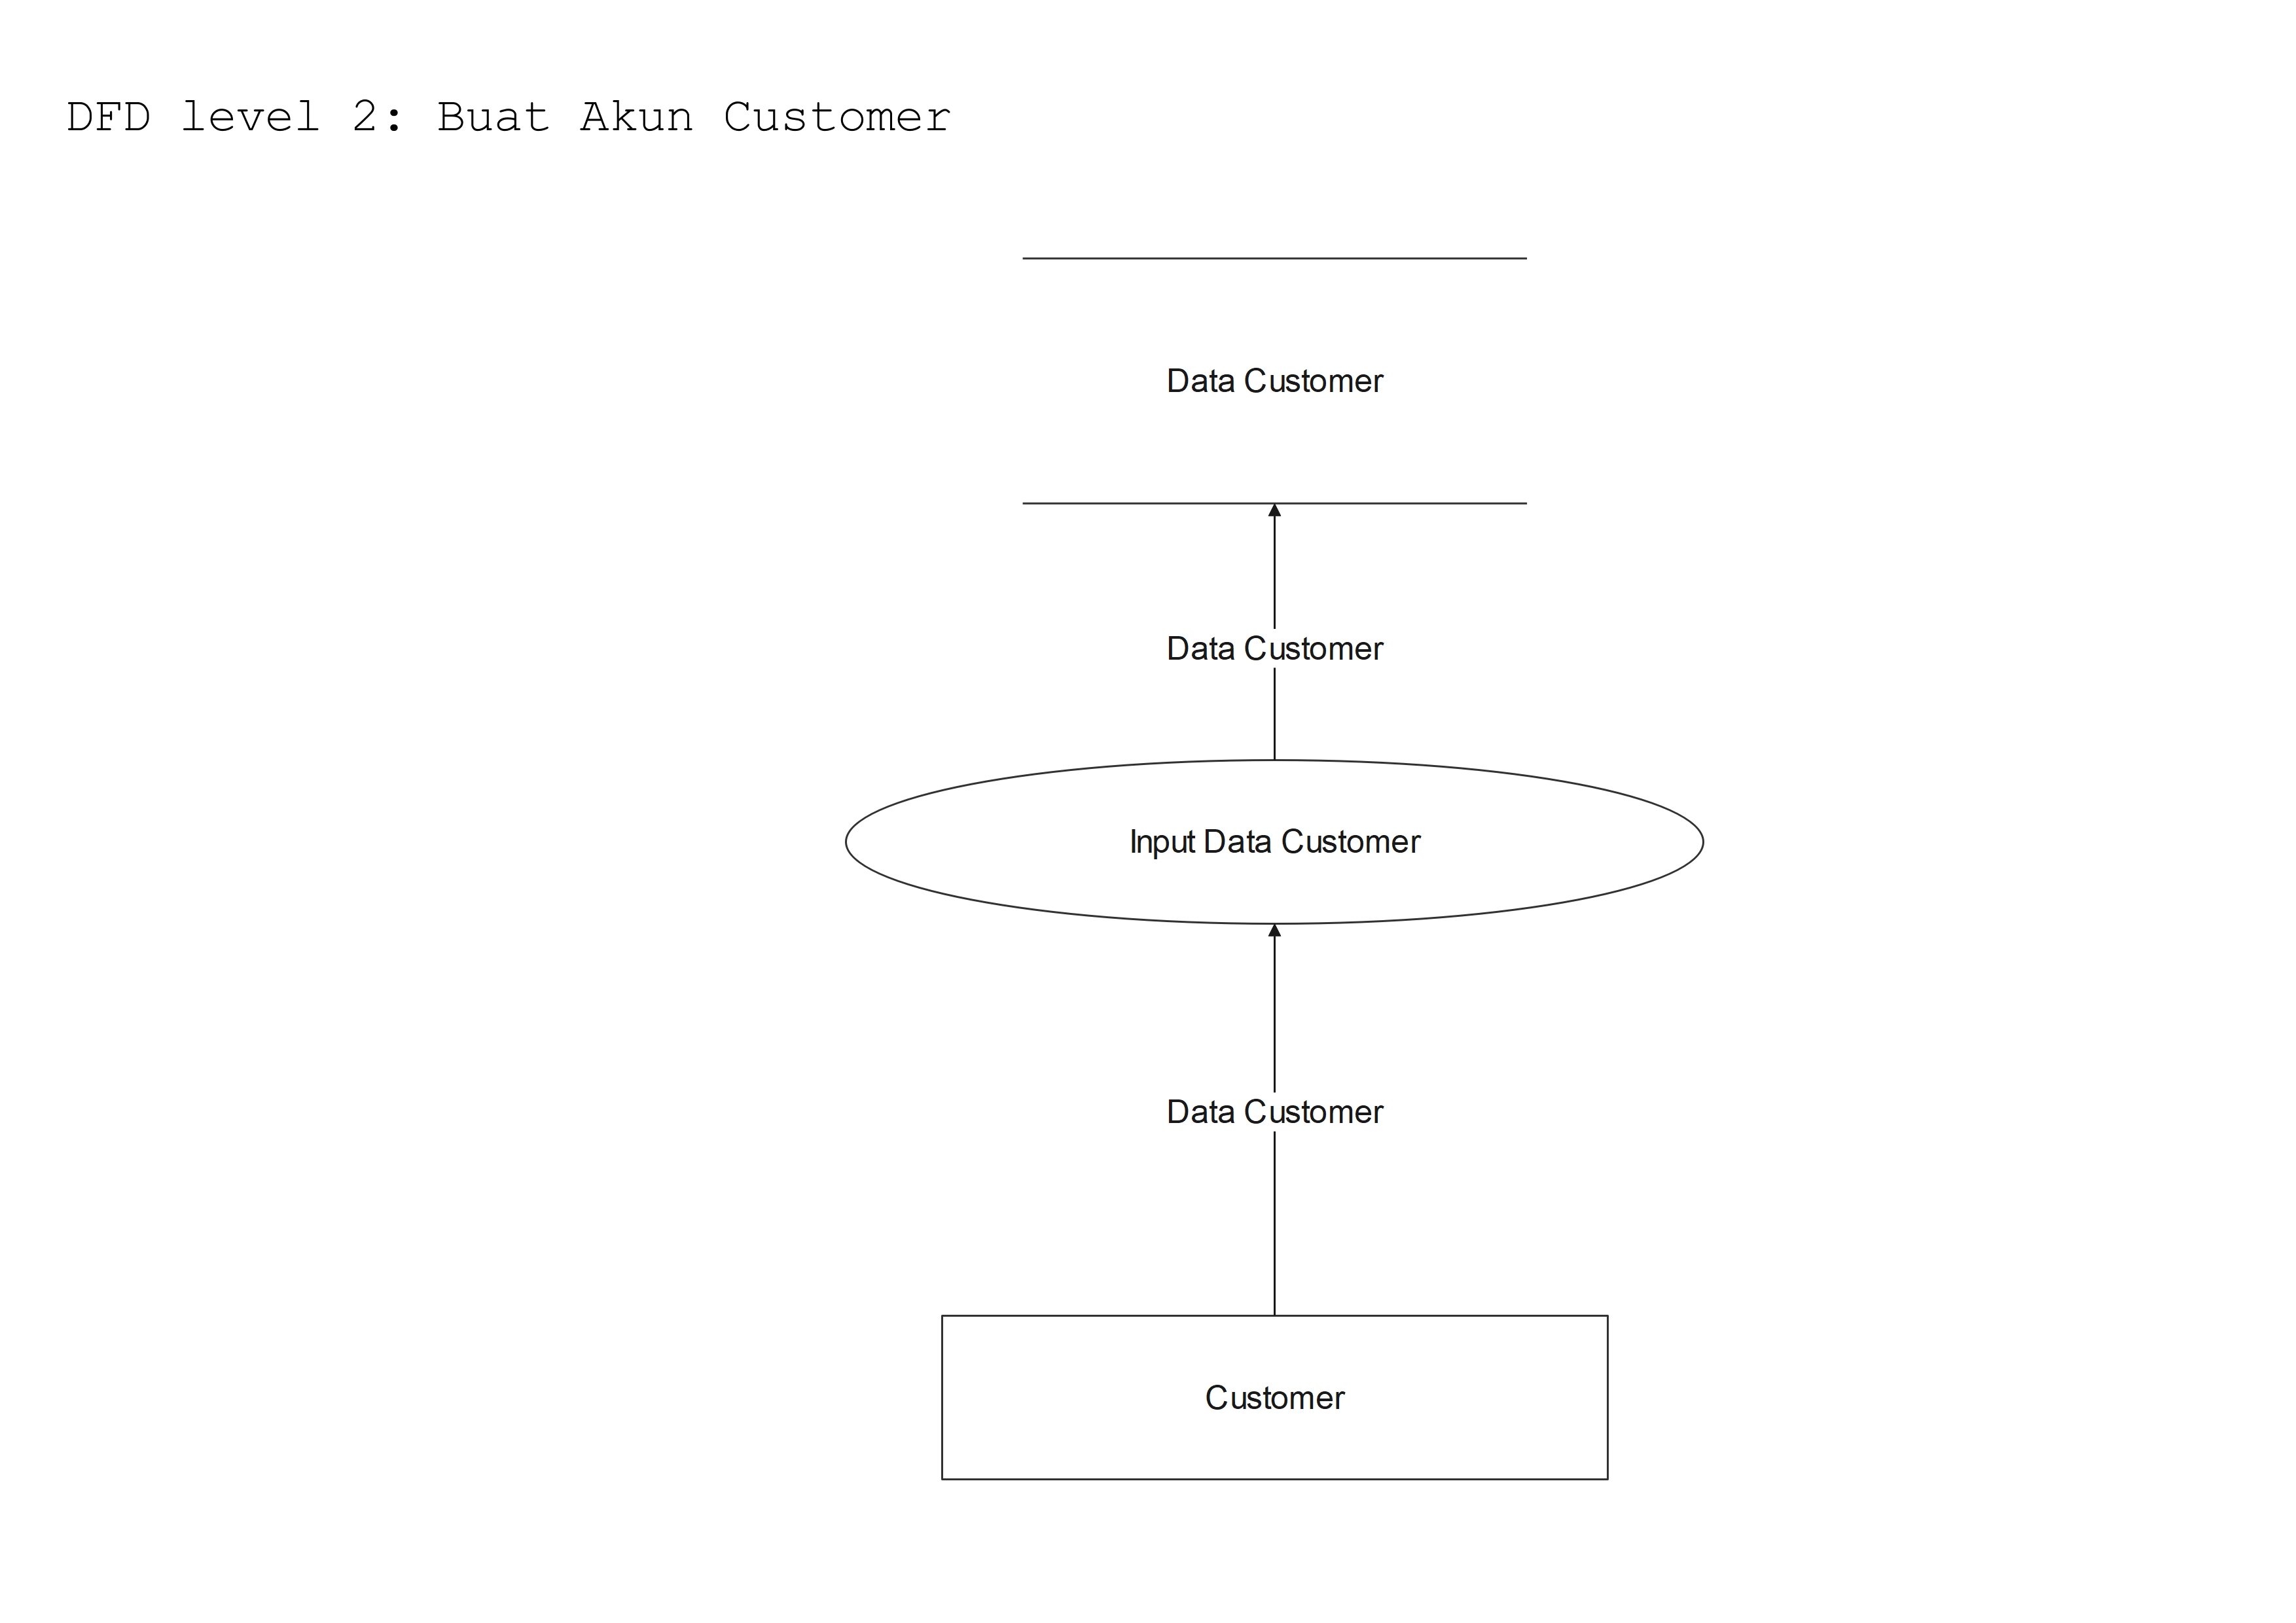 DFD level 2: Buat Akun Customer
Data Customer
Data Customer
Input Data Customer
Data Customer
Customer